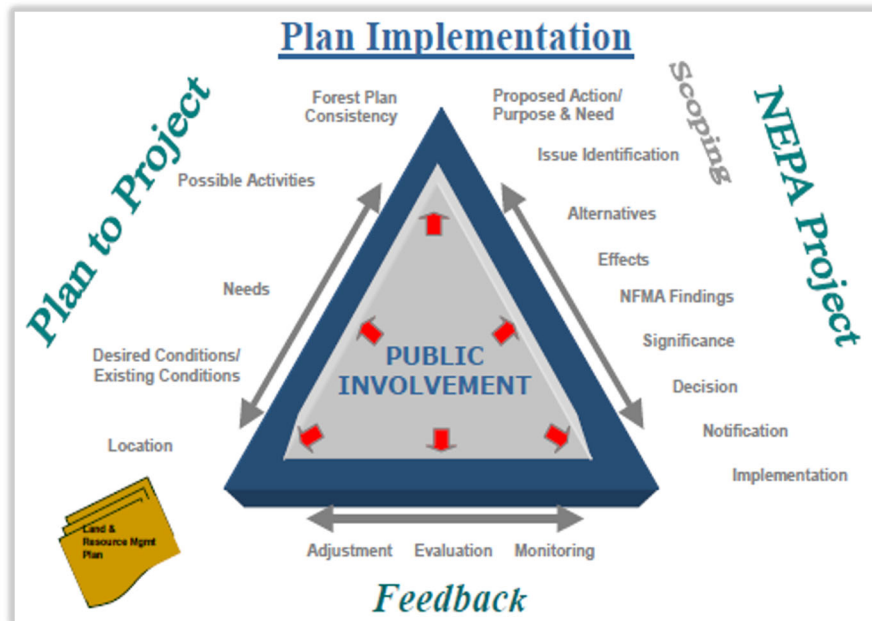 Plan Implementation
Plan to Project
Forest Plan
Consistency
Possible Activities
Needs
Desired Conditions/
Existing Conditions
Location
Land &
Resource Mgmt
Plan
Proposed Action/
Purpose & Need
Scoping
NEPA Project
Issue Identification
Alternatives
Effects
NFMA Findings
Significance
Decision
Notification
Implementation
PUBLIC
INVOLVEMENT
Adjustment Evaluation Monitoring
Feedback